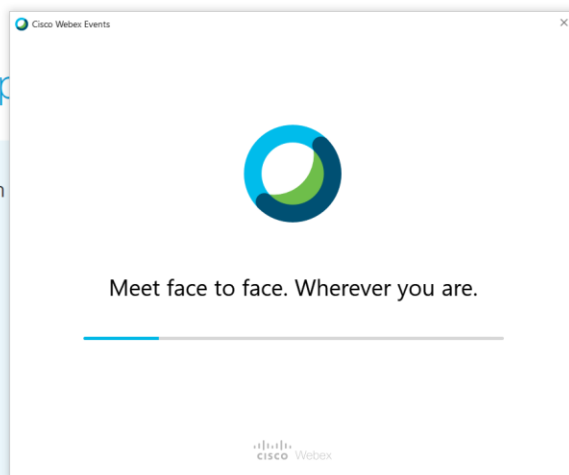 Cisco Webex Events
p
n
Meet face to face. Wherever you are.
CISCO Webex